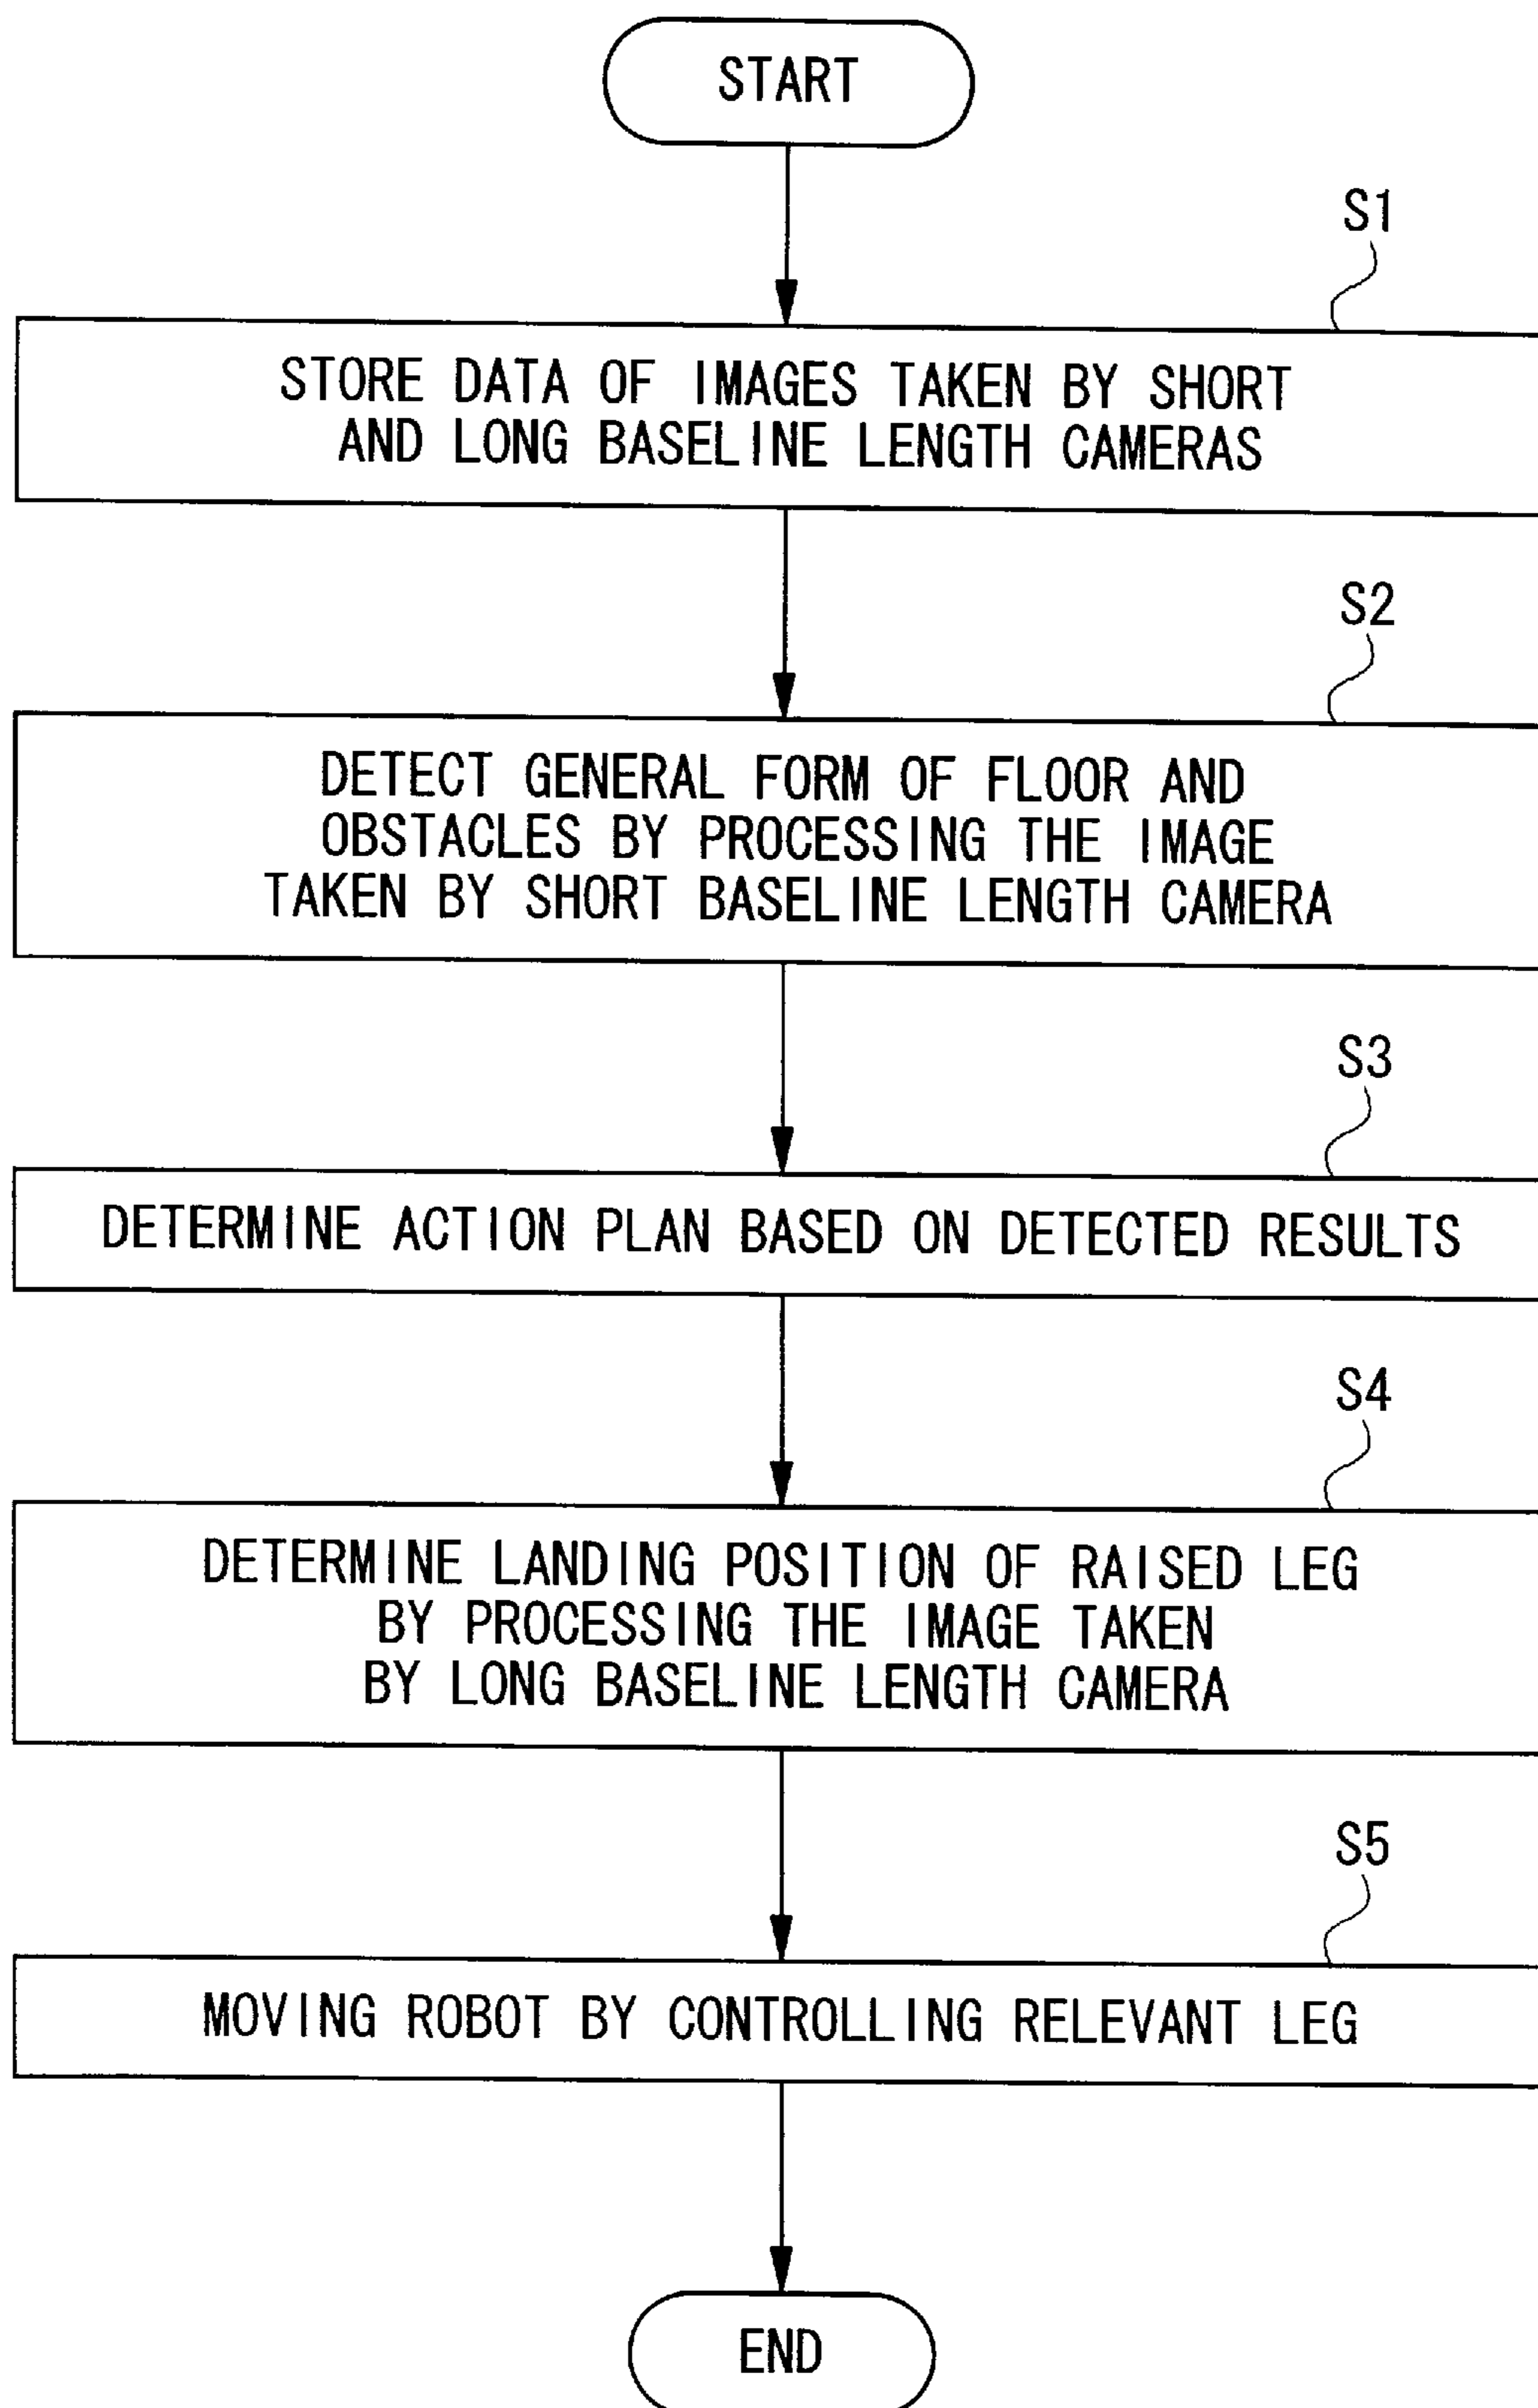 START
S1
STORE DATA OF IMAGES TAKEN BY SHORT
AND LONG BASELINE LENGTH CAMERAS
S2
DETECT GENERAL FORM OF FLOOR AND
OBSTACLES BY PROCESSING THE IMAGE
TAKEN BY SHORT BASELINE LENGTH CAMERA
S3
DETERMINE ACTION PLAN BASED ON DETECTED RESULTS
S4
DETERMINE LANDING POSITION OF RAISED LEG
BY PROCESSING THE IMAGE TAKEN
BY LONG BASELINE LENGTH CAMERA
S5
MOVING ROBOT BY CONTROLLING RELEVANT LEG
END